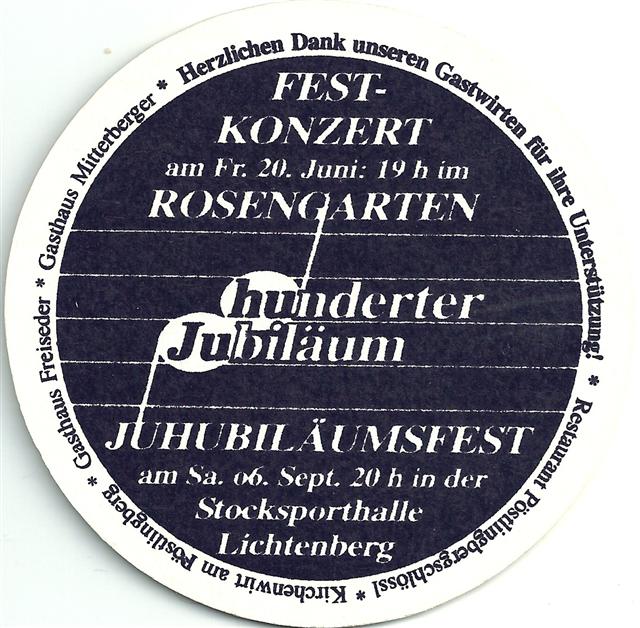 Herzlichen Dank unseren Gastwirten für ihre Unterstützung! * Restaurant Pöstlingbergschlössl * Kirchenwirt am Pöstlingberg * Gasthaus Freiseder * Gasthaus Mitterberger *
FEST-
KONZERT
am Fr. 20. Juni: 19 h im
ROSENGARTEN
hunderter
Jubiläum
JUHUBILÄUMSFEST
am Sa. 06. Sept. 20 h in der
Stocksporthalle
Lichtenberg